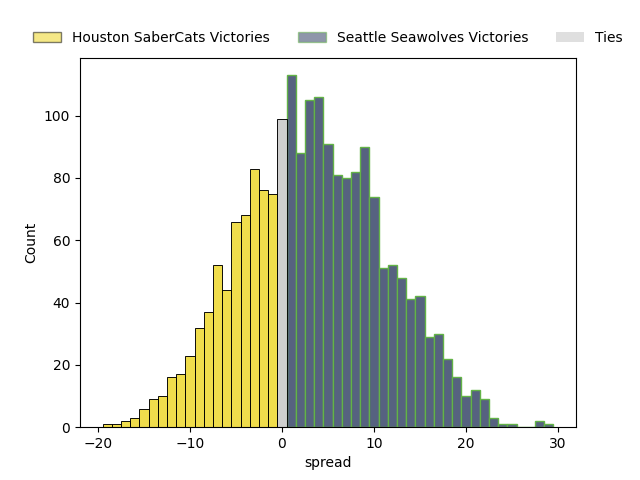 Houston SaberCats Victories Seattle Seawolves Victories Ties
100
80
60
40
20
0
Count
−20 −10 0 10 20 30
spread